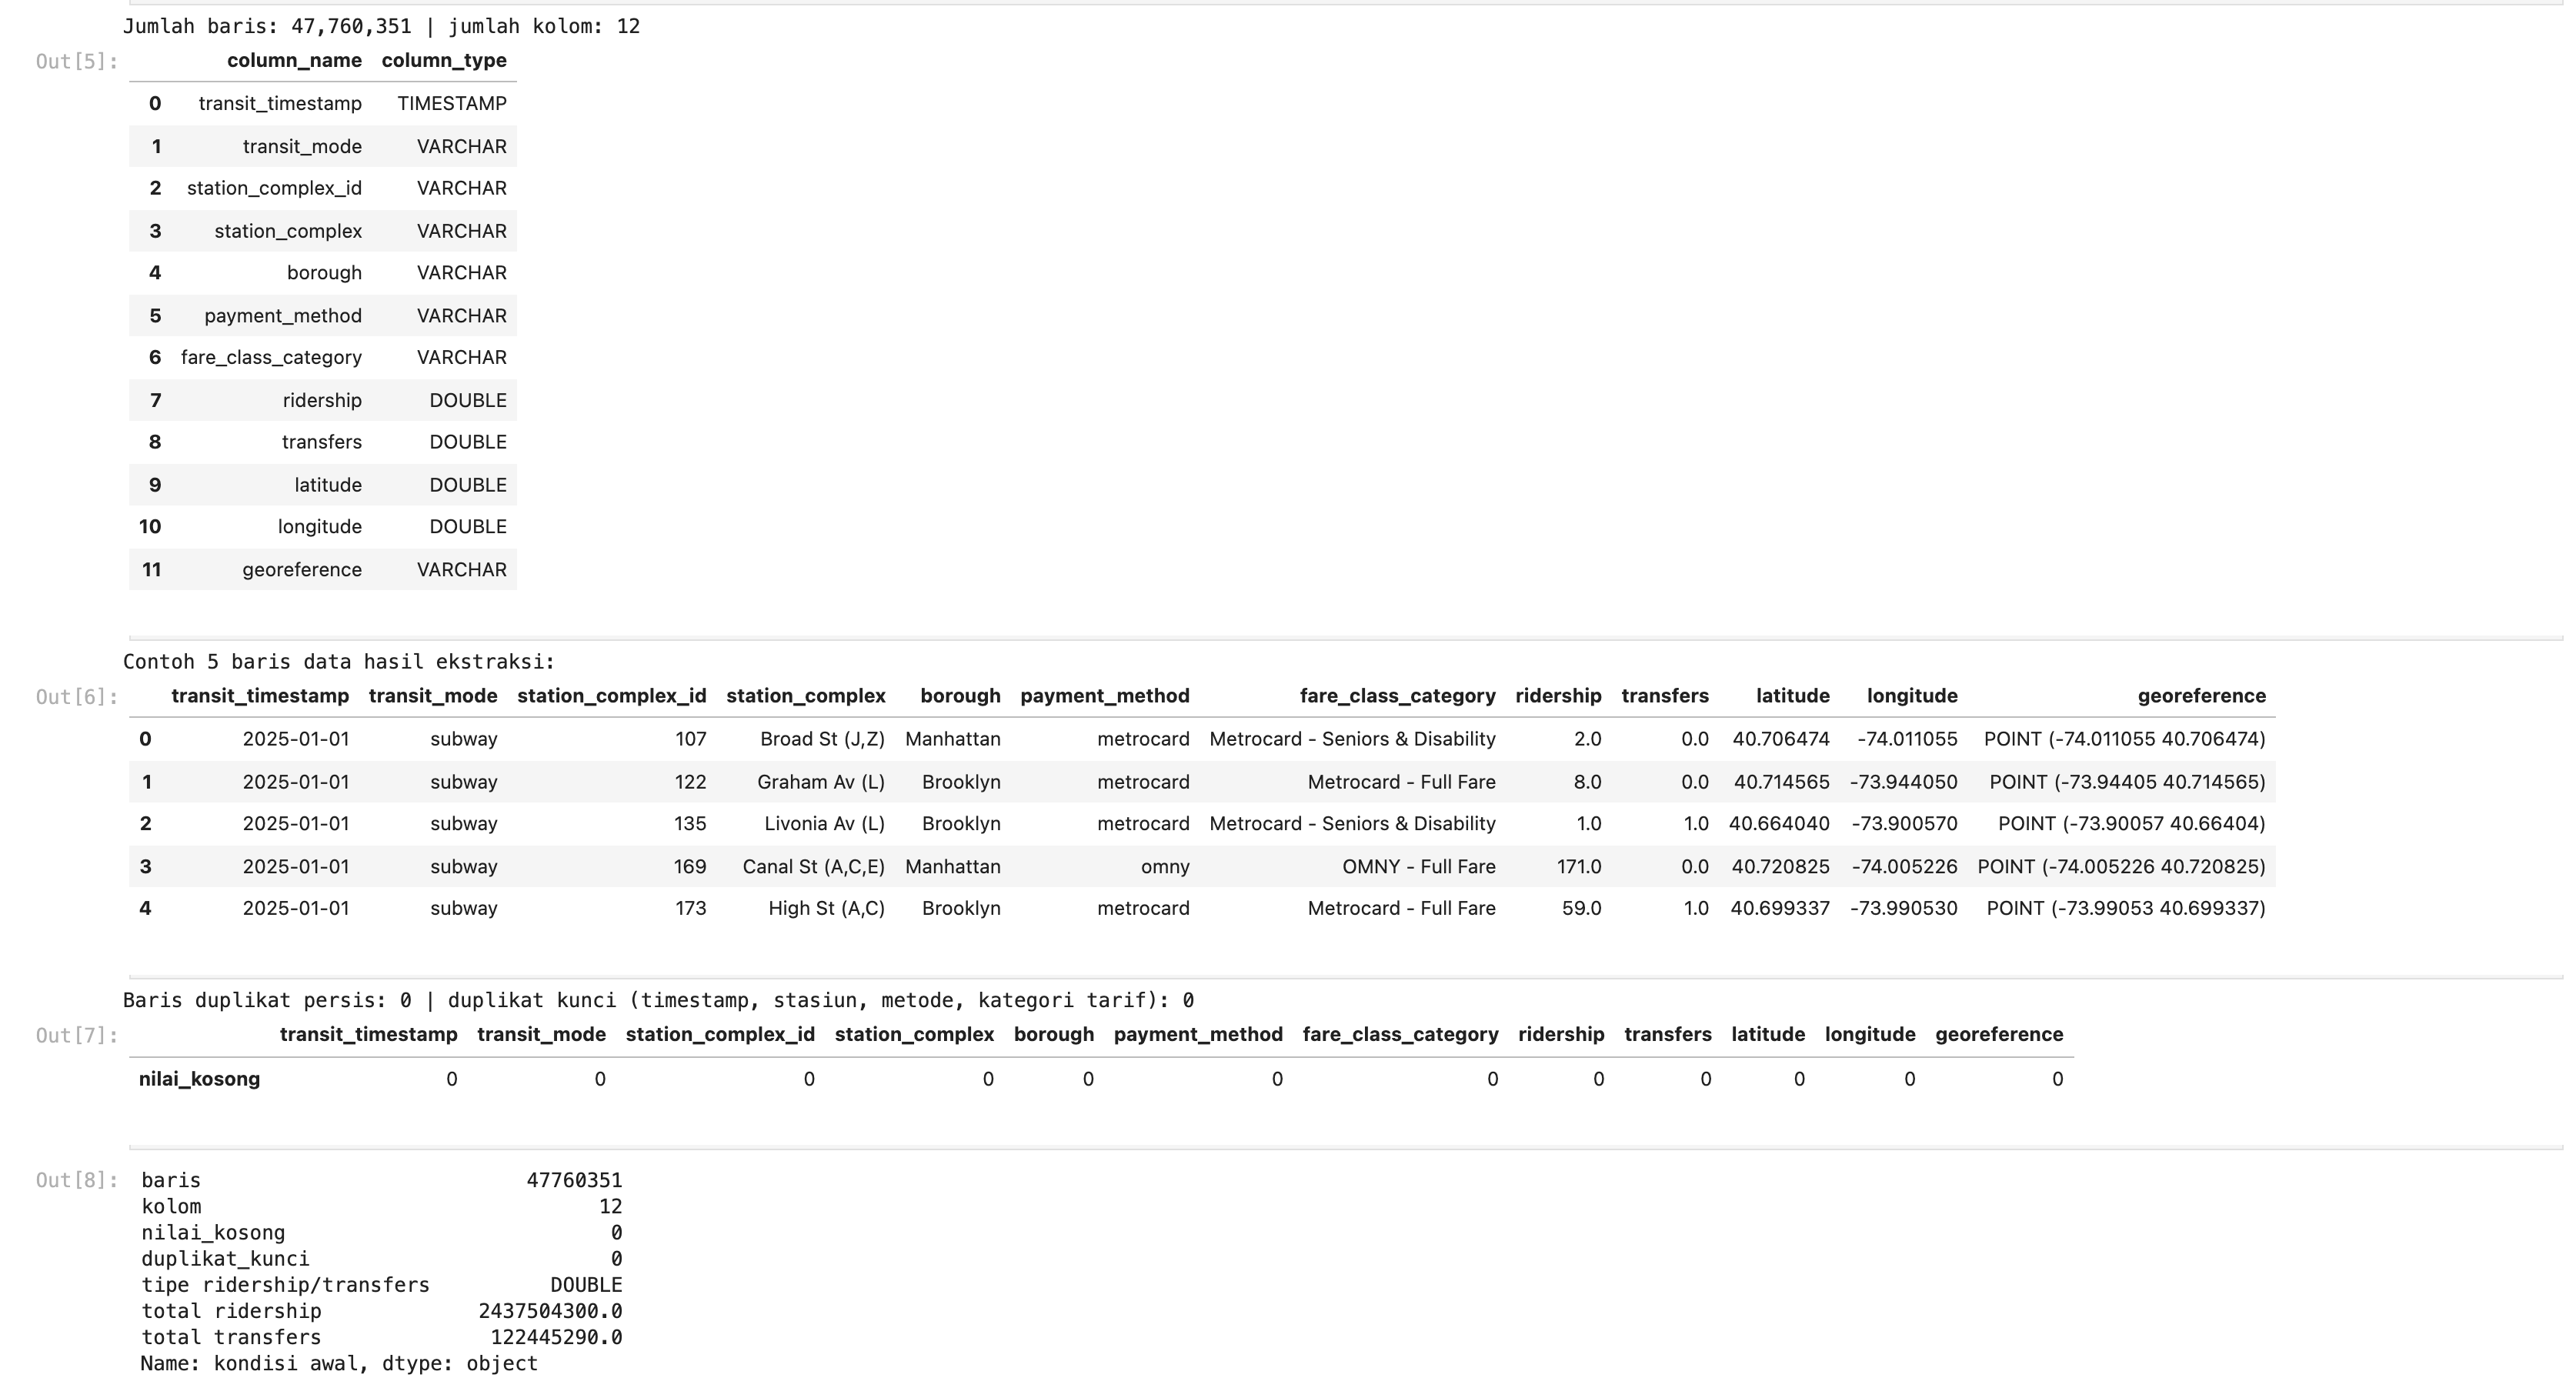 Jumlah baris: 47,760,351 | jumlah kolom: 12
Out[5]: column_name column_type
0 transit_timestamp TIMESTAMP
1 transit_mode VARCHAR
2 station_complex_id VARCHAR
3 station_complex VARCHAR
4 borough VARCHAR
5 payment_method VARCHAR
6 fare_class_category VARCHAR
7 ridership DOUBLE
8 transfers DOUBLE
9 latitude DOUBLE
10 longitude DOUBLE
11 georeference VARCHAR
Contoh 5 baris data hasil ekstraksi:
Out[6]: transit_timestamp transit_mode station_complex_id station_complex borough payment_method fare_class_category ridership transfers latitude longitude georeference
0 2025-01-01 subway 107 Broad St (J,Z) Manhattan metrocard Metrocard - Seniors & Disability 2.0 0.0 40.706474 -74.011055 POINT (-74.011055 40.706474)
1 2025-01-01 subway 122 Graham Av (L) Brooklyn metrocard Metrocard - Full Fare 8.0 0.0 40.714565 -73.944050 POINT (-73.94405 40.714565)
2 2025-01-01 subway 135 Livonia Av (L) Brooklyn metrocard Metrocard - Seniors & Disability 1.0 1.0 40.664040 -73.900570 POINT (-73.90057 40.66404)
3 2025-01-01 subway 169 Canal St (A,C,E) Manhattan omny OMNY - Full Fare 171.0 0.0 40.720825 -74.005226 POINT (-74.005226 40.720825)
4 2025-01-01 subway 173 High St (A,C) Brooklyn metrocard Metrocard - Full Fare 59.0 1.0 40.699337 -73.990530 POINT (-73.99053 40.699337)
Baris duplikat persis: 0 | duplikat kunci (timestamp, stasiun, metode, kategori tarif): 0
Out[7]: transit_timestamp transit_mode station_complex_id station_complex borough payment_method fare_class_category ridership transfers latitude longitude georeference
nilai_kosong 0 0 0 0 0 0 0 0 0 0 0 0
Out[8]: baris 47760351
kolom 12
nilai_kosong 0
duplikat_kunci 0
tipe ridership/transfers DOUBLE
total ridership 2437504300.0
total transfers 122445290.0
Name: kondisi awal, dtype: object